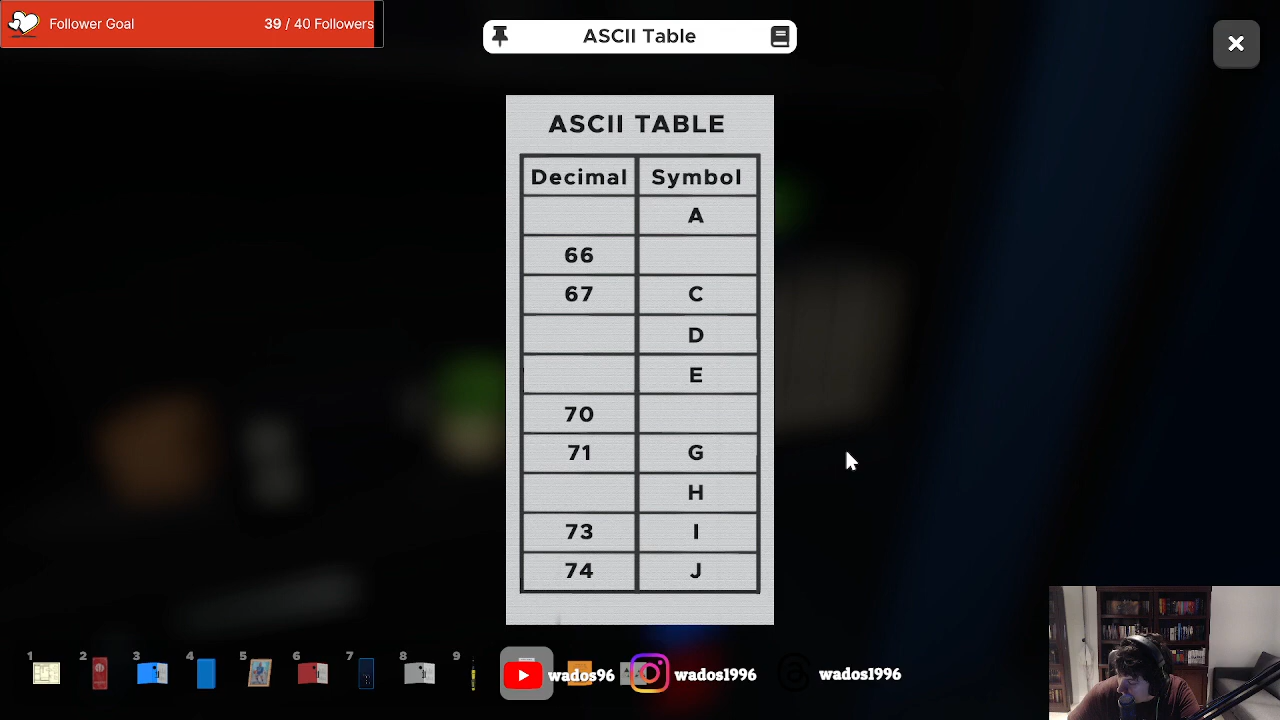 Follower Goal 39 / 40 Followers
ASCII Table
ASCII TABLE
Decimal Symbol
A
66
67 C
D
E
70
71 G
H
73 I
74 J
1 2 3 4 5 6 7 8 9
wados96 wados1996 wados1996